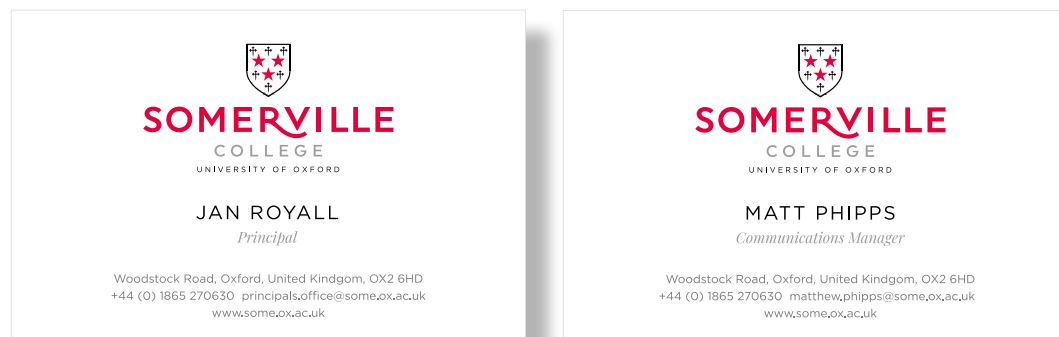 SOMERVILLE
COLLEGE
UNIVERSITY OF OXFORD
JAN ROYALL
Principal
Woodstock Road, Oxford, United Kindgom, OX2 6HD
+44 (0) 1865 270630 principals.office@some.ox.ac.uk
www.some.ox.ac.uk
SOMERVILLE
COLLEGE
UNIVERSITY OF OXFORD
MATT PHIPPS
Communications Manager
Woodstock Road, Oxford, United Kindgom, OX2 6HD
+44 (0) 1865 270630 matthew.phipps@some.ox.ac.uk
www.some.ox.ac.uk